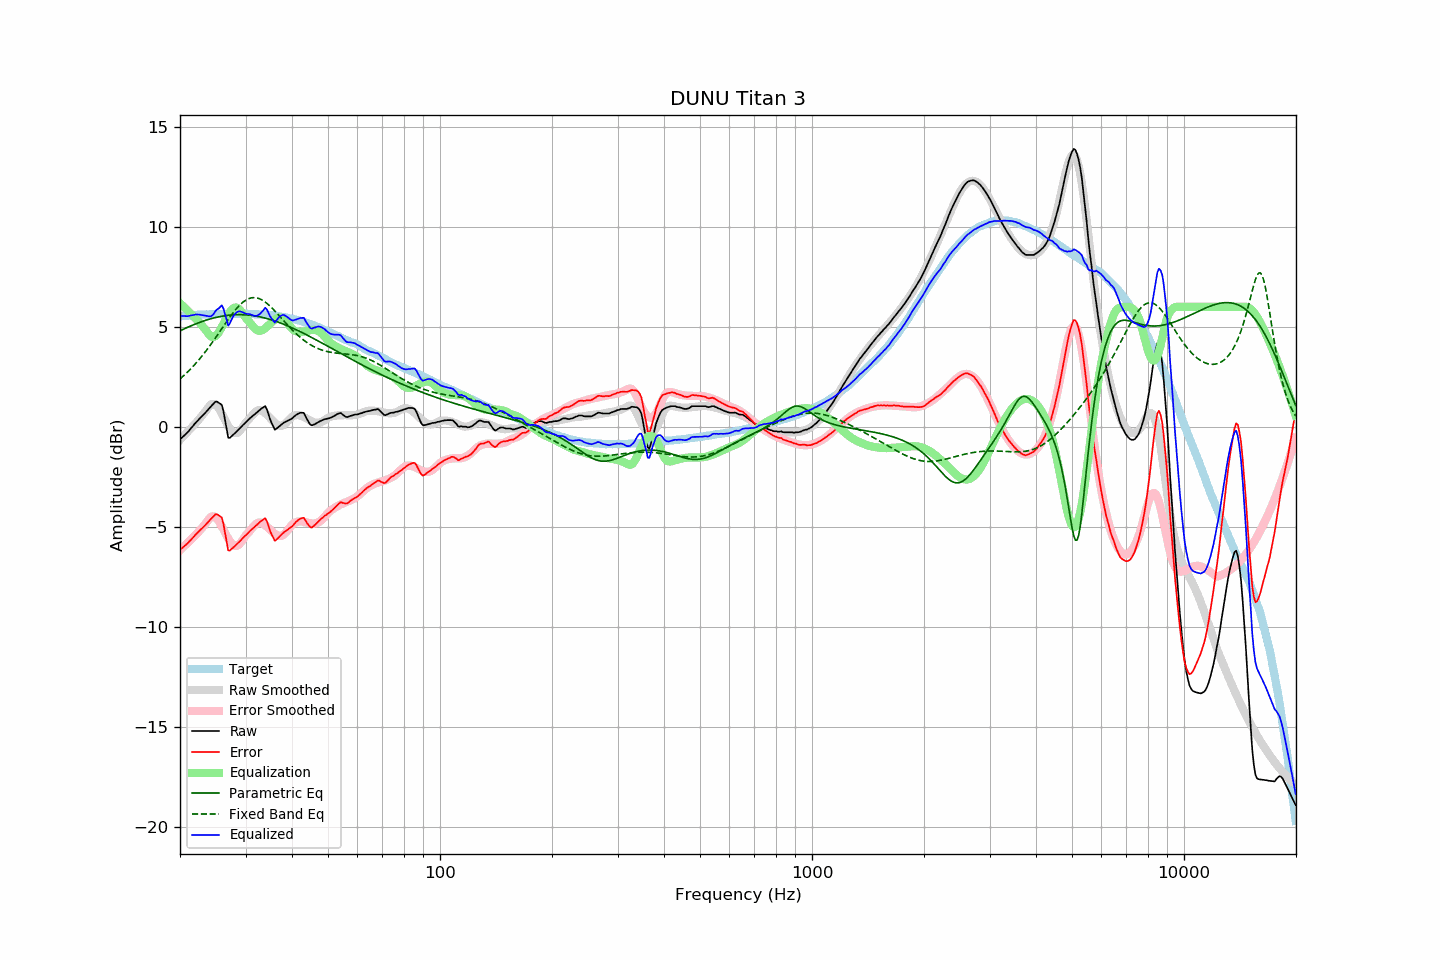 DUNU Titan 3
15
10
5
0
−5
−10
−15
−20
Amplitude (dBr)
Target
Raw Smoothed
Error Smoothed
Raw
Error
Equalization
Parametric Eq
Fixed Band Eq
Equalized
100
1000
10000
Frequency (Hz)